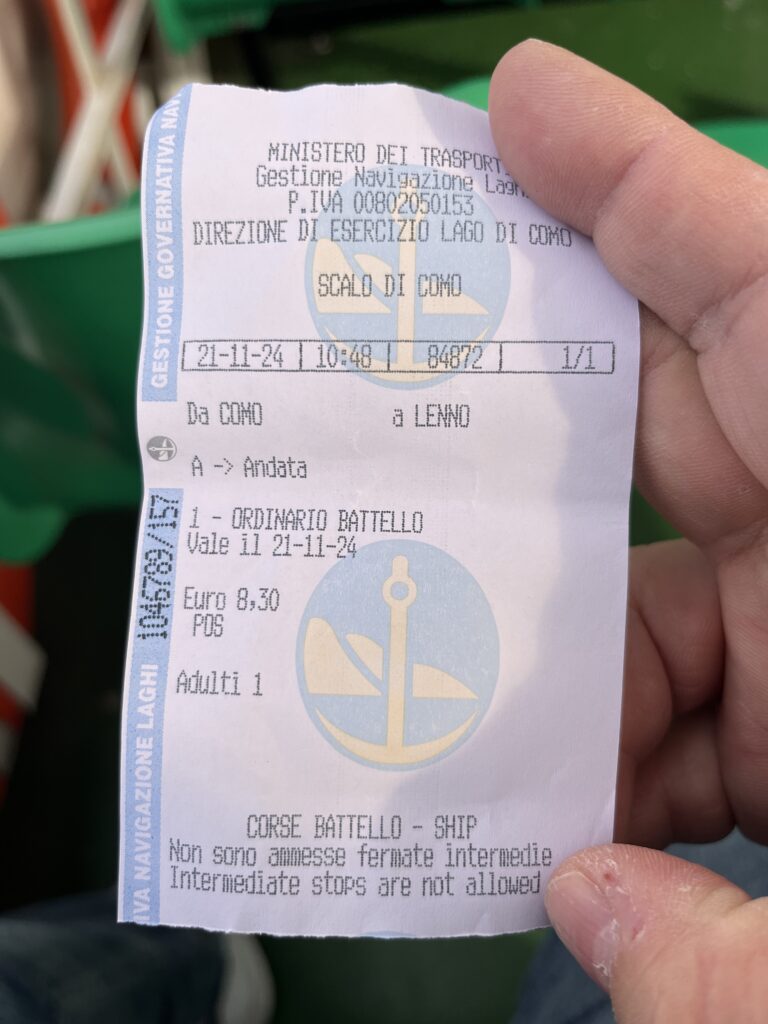 MINISTERO DEI TRASPORT
Gestione Navigazione Lagh
P.IVA 00802050153
DIREZIONE DI ESERCIZIO LAGO DI COMO
SCALO DI COMO
21-11-24 | 10:48 | 84872 | 1/1
Da COMO a LENNO
A -> Andata
1 - ORDINARIO BATTELLO
Vale il 21-11-24
Euro 8,30
POS
Adulti 1
CORSE BATTELLO - SHIP
Non sono ammesse fermate intermedie
Intermediate stops are not allowed
GESTIONE GOVERNATIVA NAV
1046789/157
IVA NAVIGAZIONE LAGHI